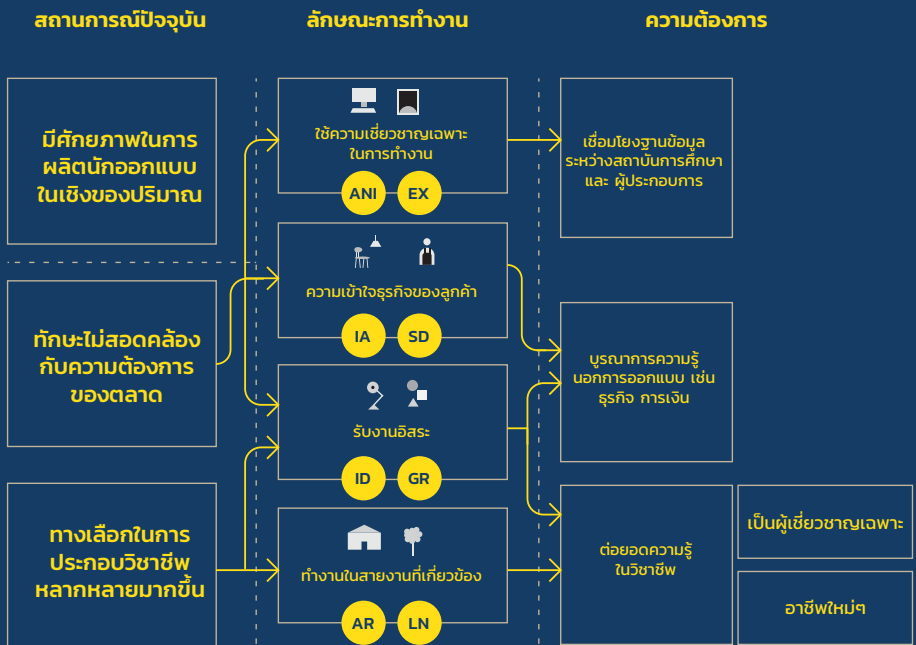 สถานการณ์ปัจจุบัน
ลักษณะการทำงาน
ความต้องการ
มีศักยภาพในการ
ผลิตนักออกแบบ
ในเชิงของปริมาณ
ทักษะไม่สอดคล้อง
กับความต้องการ
ของตลาด
ทางเลือกในการ
ประกอบวิชาชีพ
หลากหลายมากขึ้น
ใช้ความเชี่ยวชาญเฉพาะ
ในการทำงาน
ANI
EX
ความเข้าใจธุรกิจของลูกค้า
IA
SD
รับงานอิสระ
ID
GR
ทำงานในสายงานที่เกี่ยวข้อง
AR
LN
เชื่อมโยงฐานข้อมูล
ระหว่างสถาบันการศึกษา
และ ผู้ประกอบการ
บูรณาการความรู้
นอกการออกแบบ เช่น
ธุรกิจ การเงิน
ต่อยอดความรู้
ในวิชาชีพ
เป็นผู้เชี่ยวชาญเฉพาะ
อาชีพใหม่ๆ